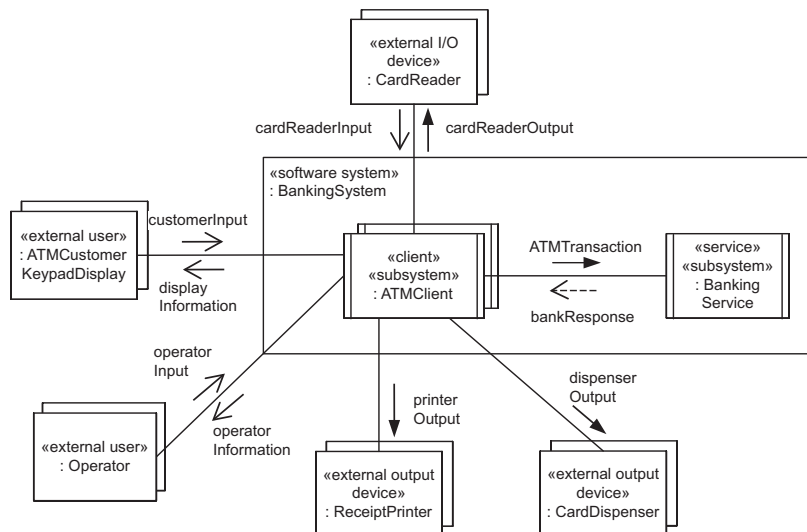 «external I/O
device»
: CardReader
cardReaderInput
cardReaderOutput
«software system»
: BankingSystem
customerInput
«external user»
: ATMCustomer
KeypadDisplay
display
Information
«client»
«subsystem»
: ATMClient
ATMTransaction
bankResponse
«service»
«subsystem»
: Banking
Service
operator
Input
operator
Information
printer
Output
dispenser
Output
«external user»
: Operator
«external output
device»
: ReceiptPrinter
«external output
device»
: CardDispenser